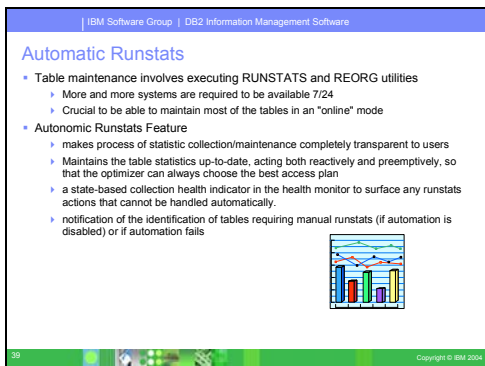 IBM Software Group | DB2 Information Management Software
Automatic Runstats
Table maintenance involves executing RUNSTATS and REORG utilities
More and more systems are required to be available 7/24
Crucial to be able to maintain most of the tables in an "online" mode
Autonomic Runstats Feature
makes process of statistic collection/maintenance completely transparent to users
Maintains the table statistics up-to-date, acting both reactively and preemptively, so
that the optimizer can always choose the best access plan
a state-based collection health indicator in the health monitor to surface any runstats
actions that cannot be handled automatically.
notification of the identification of tables requiring manual runstats (if automation is
disabled) or if automation fails
39
Copyright © IBM 2004